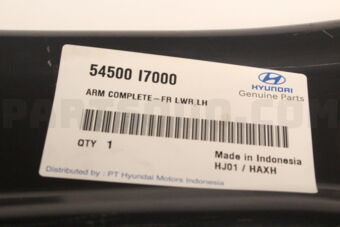 54500 I7000
HYUNDAI
Genuine Parts
ARM COMPLETE-FR LWR,LH
QTY 1
Made in Indonesia
HJ01 / HAXH
Distributed by : PT Hyundai Motors Indonesia